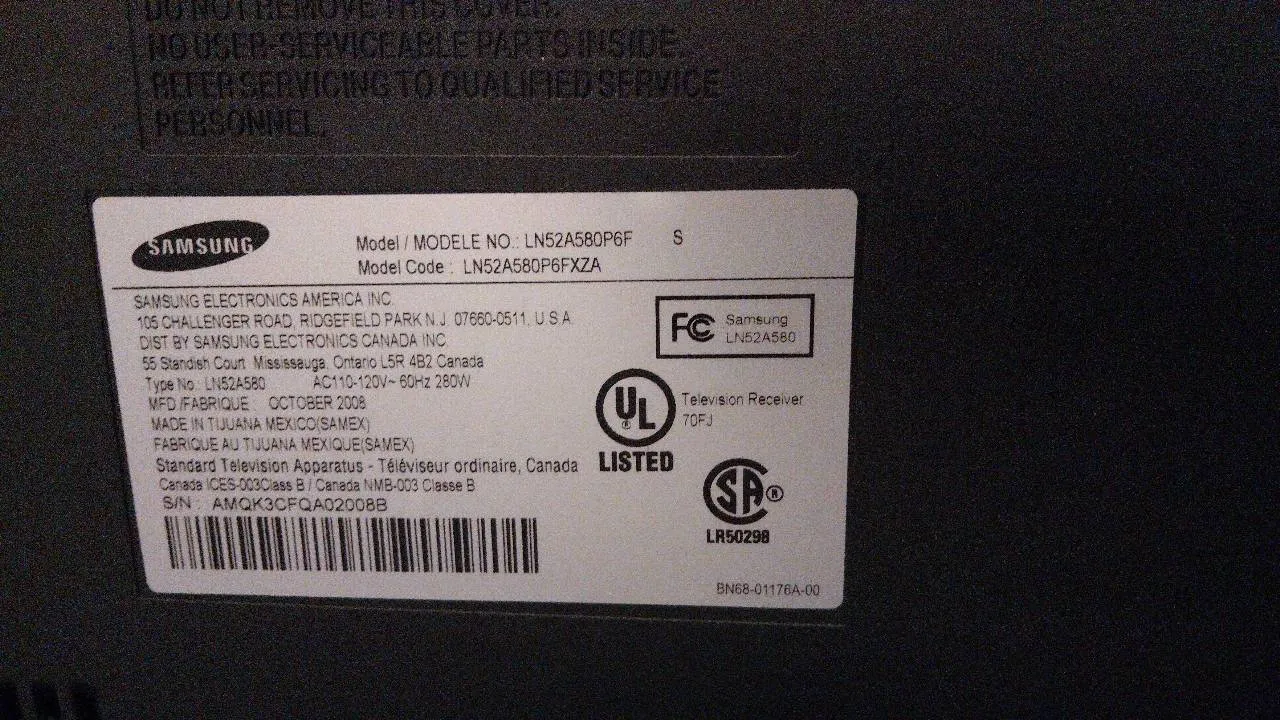 DO NOT REMOVE THIS COVER.
NO USER-SERVICEABLE PARTS INSIDE.
REFER SERVICING TO QUALIFIED SERVICE
PERSONNEL.
SAMSUNG
Model / MODELE NO.: LN52A580P6F S
Model Code : LN52A580P6FXZA
SAMSUNG ELECTRONICS AMERICA INC.
105 CHALLENGER ROAD, RIDGEFIELD PARK N.J. 07660-0511, U.S.A.
DIST BY SAMSUNG ELECTRONICS CANADA INC.
55 Standish Court Mississauga, Ontario L5R 4B2 Canada
Type No : LN52A580 AC110-120V~ 60Hz 280W
MFD /FABRIQUE : OCTOBER 2008
MADE IN TIJUANA MEXICO(SAMEX)
FABRIQUE AU TIJUANA MEXIQUE(SAMEX)
Standard Television Apparatus - Téléviseur ordinaire, Canada
Canada ICES-003Class B / Canada NMB-003 Classe B
S/N : AMQK3CFQA02008B
FC Samsung
LN52A580
UL ® Television Receiver
70FJ
LISTED
SA ®
LR50298
BN68-01176A-00